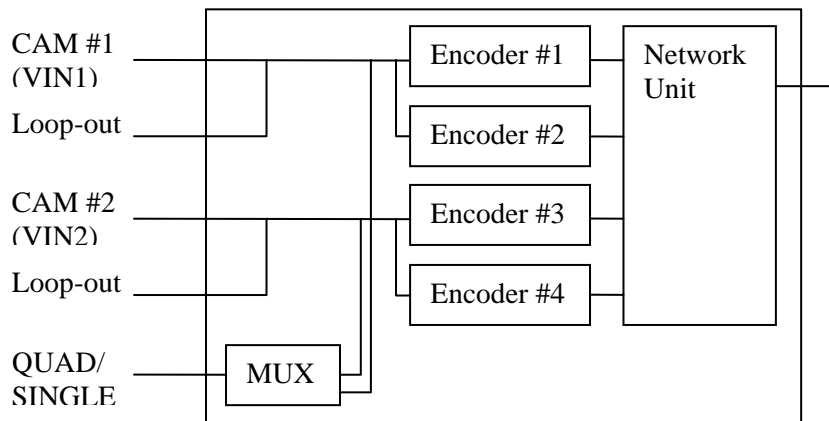 CAM #1
(VIN1)
Loop-out
CAM #2
(VIN2)
Loop-out
QUAD/
SINGLE
MUX
Encoder #1
Encoder #2
Encoder #3
Encoder #4
Network
Unit